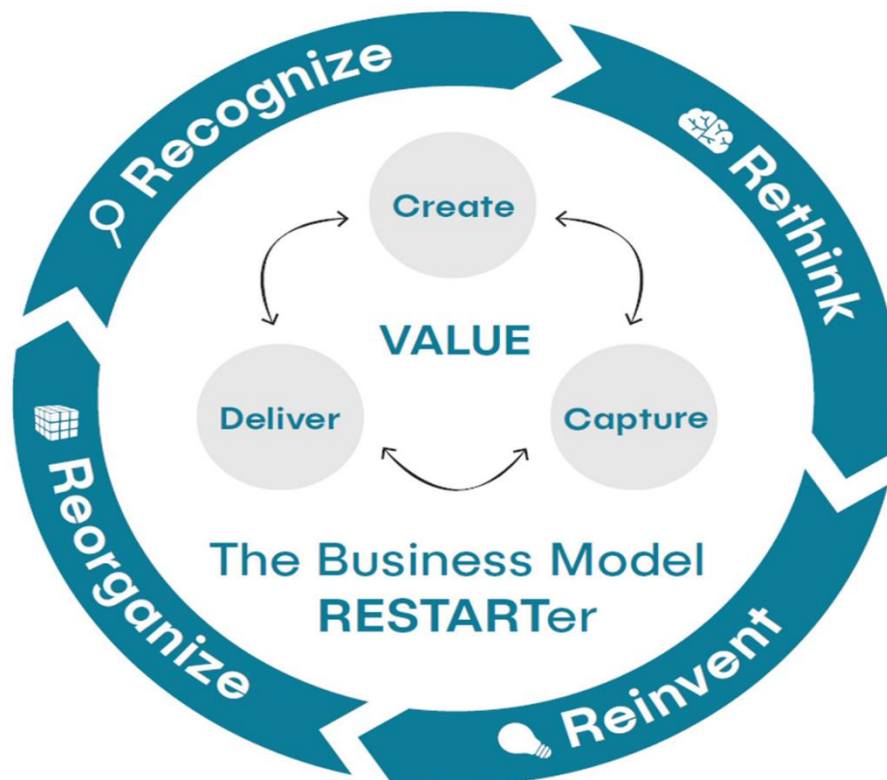 Recognize
Rethink
Create
VALUE
Deliver
Capture
The Business Model
RESTARTer
Reorganize
Reinvent